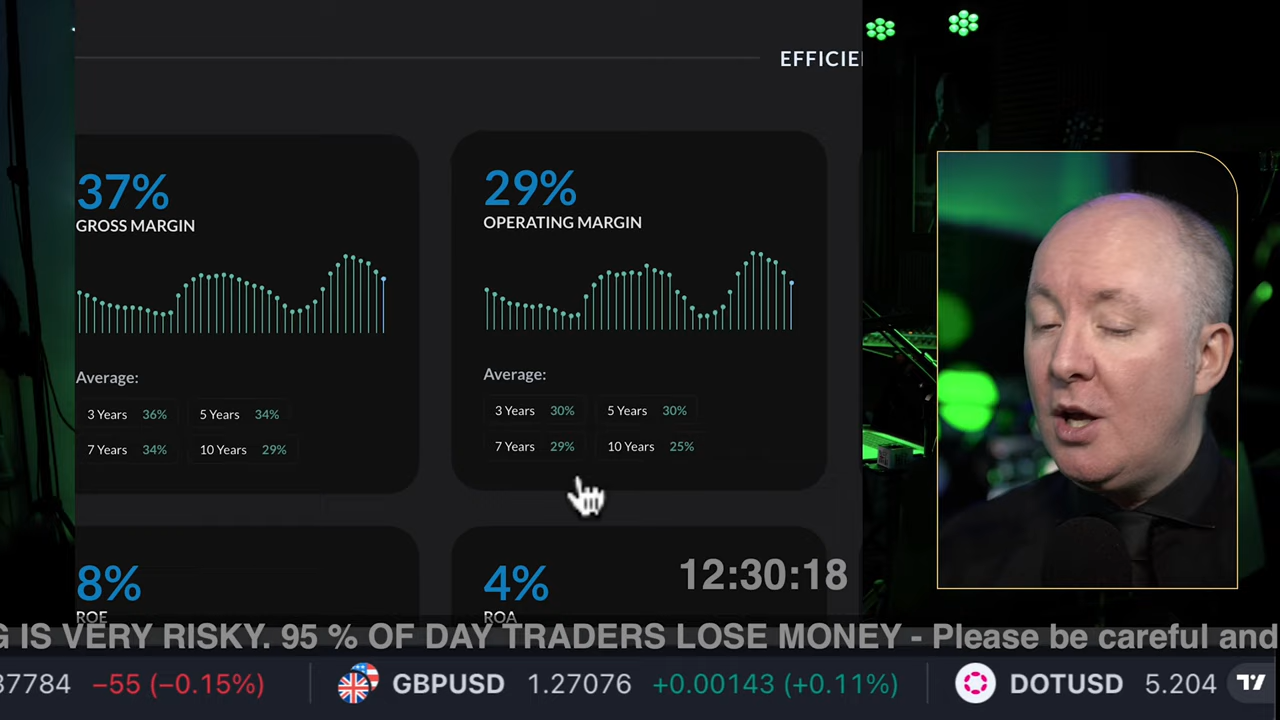 EFFICIE
37%
GROSS MARGIN
Average:
3 Years 36% 5 Years 34%
7 Years 34% 10 Years 29%
29%
OPERATING MARGIN
Average:
3 Years 30% 5 Years 30%
7 Years 29% 10 Years 25%
8%
ROE
4%
ROA
12:30:18
G IS VERY RISKY. 95 % OF DAY TRADERS LOSE MONEY - Please be careful and
37784 −55 (−0.15%) GBPUSD 1.27076 +0.00143 (+0.11%) DOTUSD 5.204